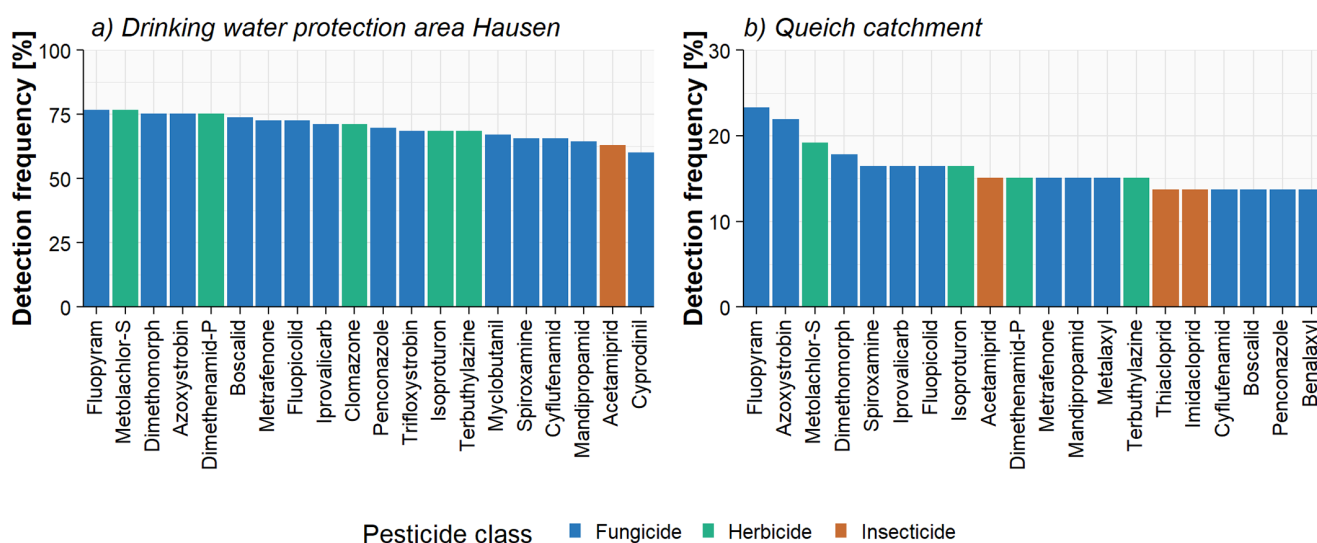 a) Drinking water protection area Hausen
Detection frequency [%]
100
75
50
25
0
Fluopyram
Metolachlor-S
Dimethomorph
Azoxystrobin
Dimethenamid-P
Boscalid
Metrafenone
Fluopicolid
Iprovalicarb
Clomazone
Penconazole
Trifloxystrobin
Isoproturon
Terbuthylazine
Myclobutanil
Spiroxamine
Cyflufenamid
Mandipropamid
Acetamiprid
Cyprodinil
b) Queich catchment
Detection frequency [%]
30
20
10
0
Fluopyram
Azoxystrobin
Metolachlor-S
Dimethomorph
Spiroxamine
Iprovalicarb
Fluopicolid
Isoproturon
Acetamiprid
Dimethenamid-P
Metrafenone
Mandipropamid
Metalaxyl
Terbuthylazine
Thiacloprid
Imidacloprid
Cyflufenamid
Boscalid
Penconazole
Benalaxyl
Pesticide class Fungicide Herbicide Insecticide